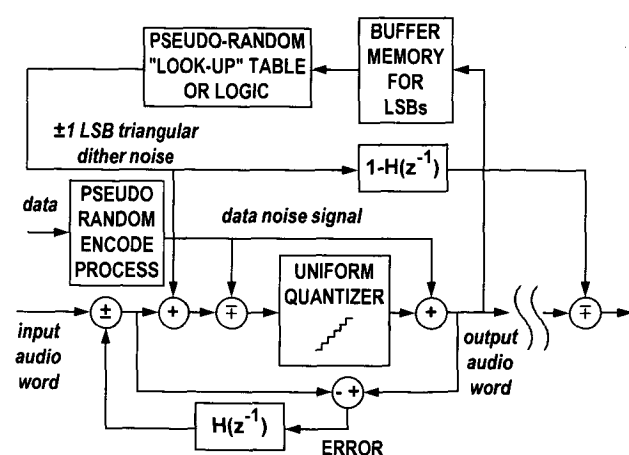 PSEUDO-RANDOM
"LOOK-UP" TABLE
OR LOGIC
BUFFER
MEMORY
FOR
LSBs
±1 LSB triangular
dither noise
1-H(z⁻¹)
data
PSEUDO
RANDOM
ENCODE
PROCESS
data noise signal
UNIFORM
QUANTIZER
±
+
∓
+
∓
input
audio
word
output
audio
word
- +
H(z⁻¹)
ERROR